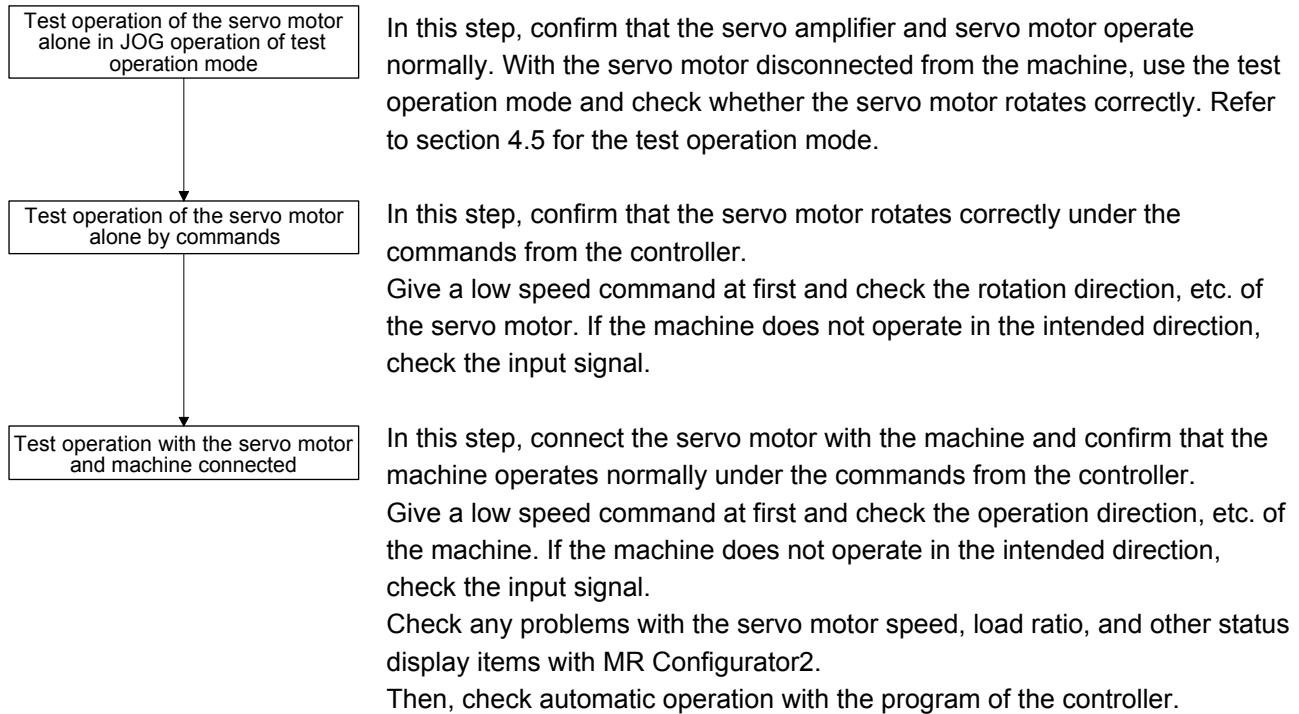 Test operation of the servo motor
alone in JOG operation of test
operation mode
In this step, confirm that the servo amplifier and servo motor operate
normally. With the servo motor disconnected from the machine, use the test
operation mode and check whether the servo motor rotates correctly. Refer
to section 4.5 for the test operation mode.
Test operation of the servo motor
alone by commands
In this step, confirm that the servo motor rotates correctly under the
commands from the controller.
Give a low speed command at first and check the rotation direction, etc. of
the servo motor. If the machine does not operate in the intended direction,
check the input signal.
Test operation with the servo motor
and machine connected
In this step, connect the servo motor with the machine and confirm that the
machine operates normally under the commands from the controller.
Give a low speed command at first and check the operation direction, etc. of
the machine. If the machine does not operate in the intended direction,
check the input signal.
Check any problems with the servo motor speed, load ratio, and other status
display items with MR Configurator2.
Then, check automatic operation with the program of the controller.